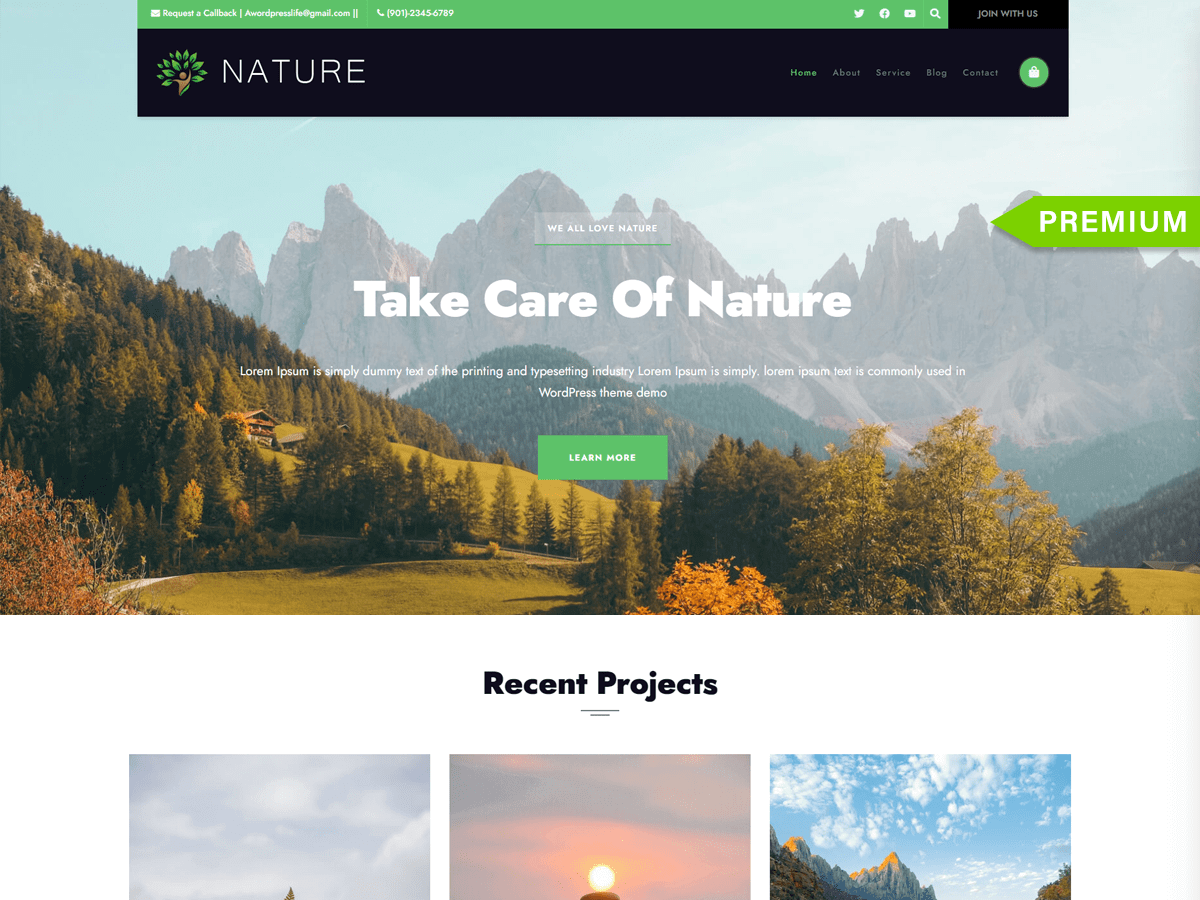 Request a Callback | Awordpresslife@gmail.com || (901)-2345-6789 JOIN WITH US
NATURE Home About Service Blog Contact
PREMIUM
WE ALL LOVE NATURE
Take Care Of Nature
Lorem Ipsum is simply dummy text of the printing and typesetting industry Lorem Ipsum is simply. lorem ipsum text is commonly used in
WordPress theme demo
LEARN MORE
Recent Projects